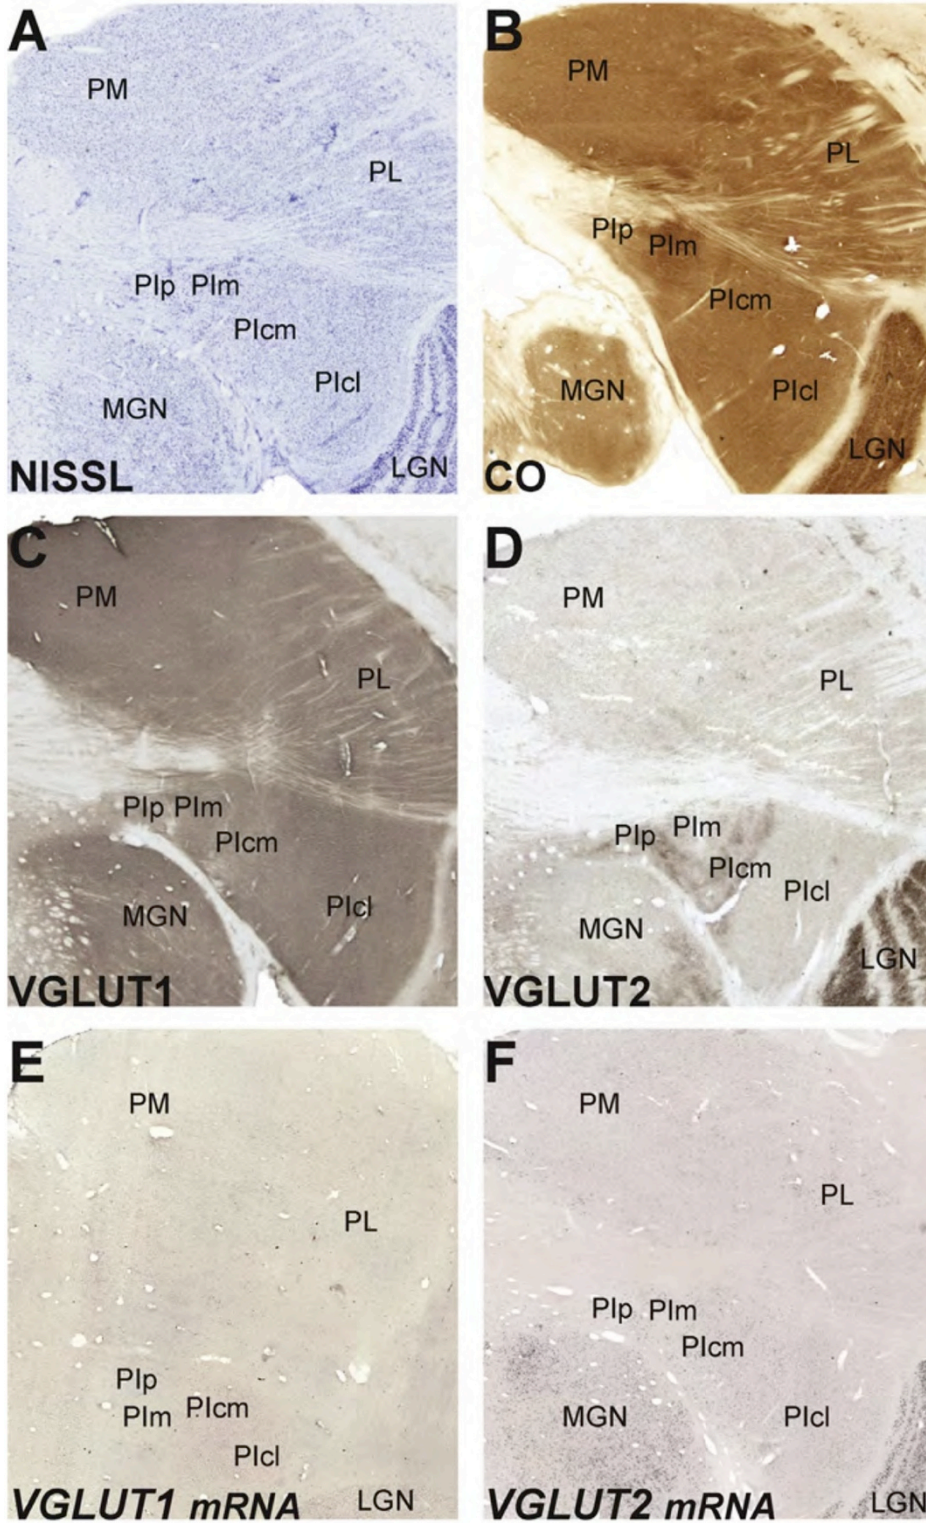 A
PM
PL
PIp PIm
PIcm
PIcl
MGN
LGN
NISSL
B
PM
PL
PIp
PIm
PIcm
MGN
PIcl
LGN
CO
C
PM
PL
PIp PIm
PIcm
PIcl
MGN
VGLUT1
D
PM
PL
PIp
PIm
PIcm
PIcl
MGN
LGN
VGLUT2
E
PM
PL
PIp
PIm
PIcm
PIcl
LGN
VGLUT1 mRNA
F
PM
PL
PIp PIm
PIcm
MGN
PIcl
LGN
VGLUT2 mRNA